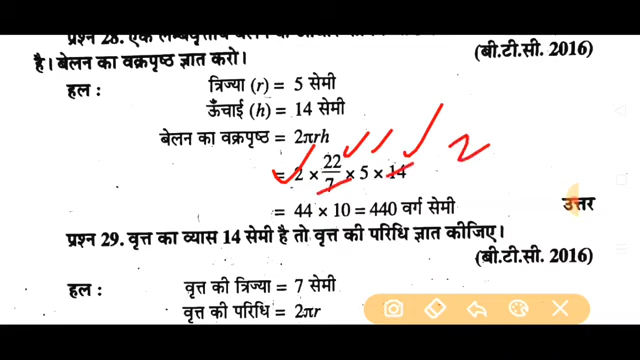 प्रश्न 28. एक लम्बवृत्तीय बेलन
है। बेलन का वक्रपृष्ठ ज्ञात करो।
(बी.टी.सी. 2016)
हल : त्रिज्या (r) = 5 सेमी
ऊँचाई (h) = 14 सेमी
बेलन का वक्रपृष्ठ = 2πrh
= 2 × 22/7 × 5 × 14 2
= 44 × 10 = 440 वर्ग सेमी उत्तर
प्रश्न 29. वृत्त का व्यास 14 सेमी है तो वृत्त की परिधि ज्ञात कीजिए।
(बी.टी.सी. 2016)
हल : वृत्त की त्रिज्या = 7 सेमी
वृत्त की परिधि = 2πr